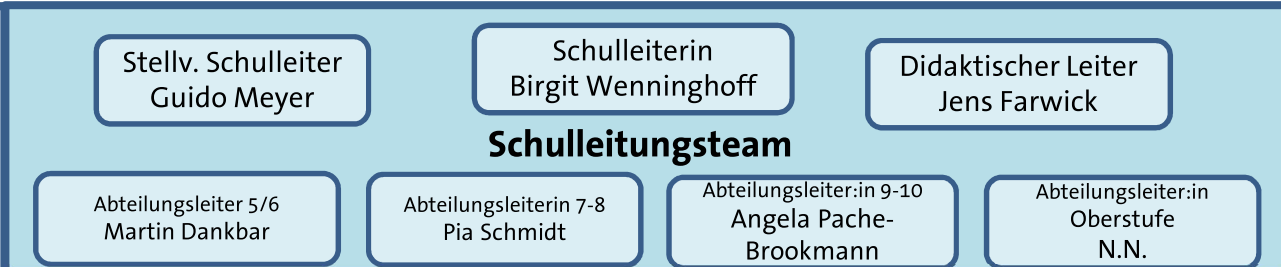 Stellv. Schulleiter
Guido Meyer
Schulleiterin
Birgit Wenninghoff
Didaktischer Leiter
Jens Farwick
Schulleitungsteam
Abteilungsleiter 5/6
Martin Dankbar
Abteilungsleiterin 7-8
Pia Schmidt
Abteilungsleiter:in 9-10
Angela Pache-
Brookmann
Abteilungsleiter:in
Oberstufe
N.N.